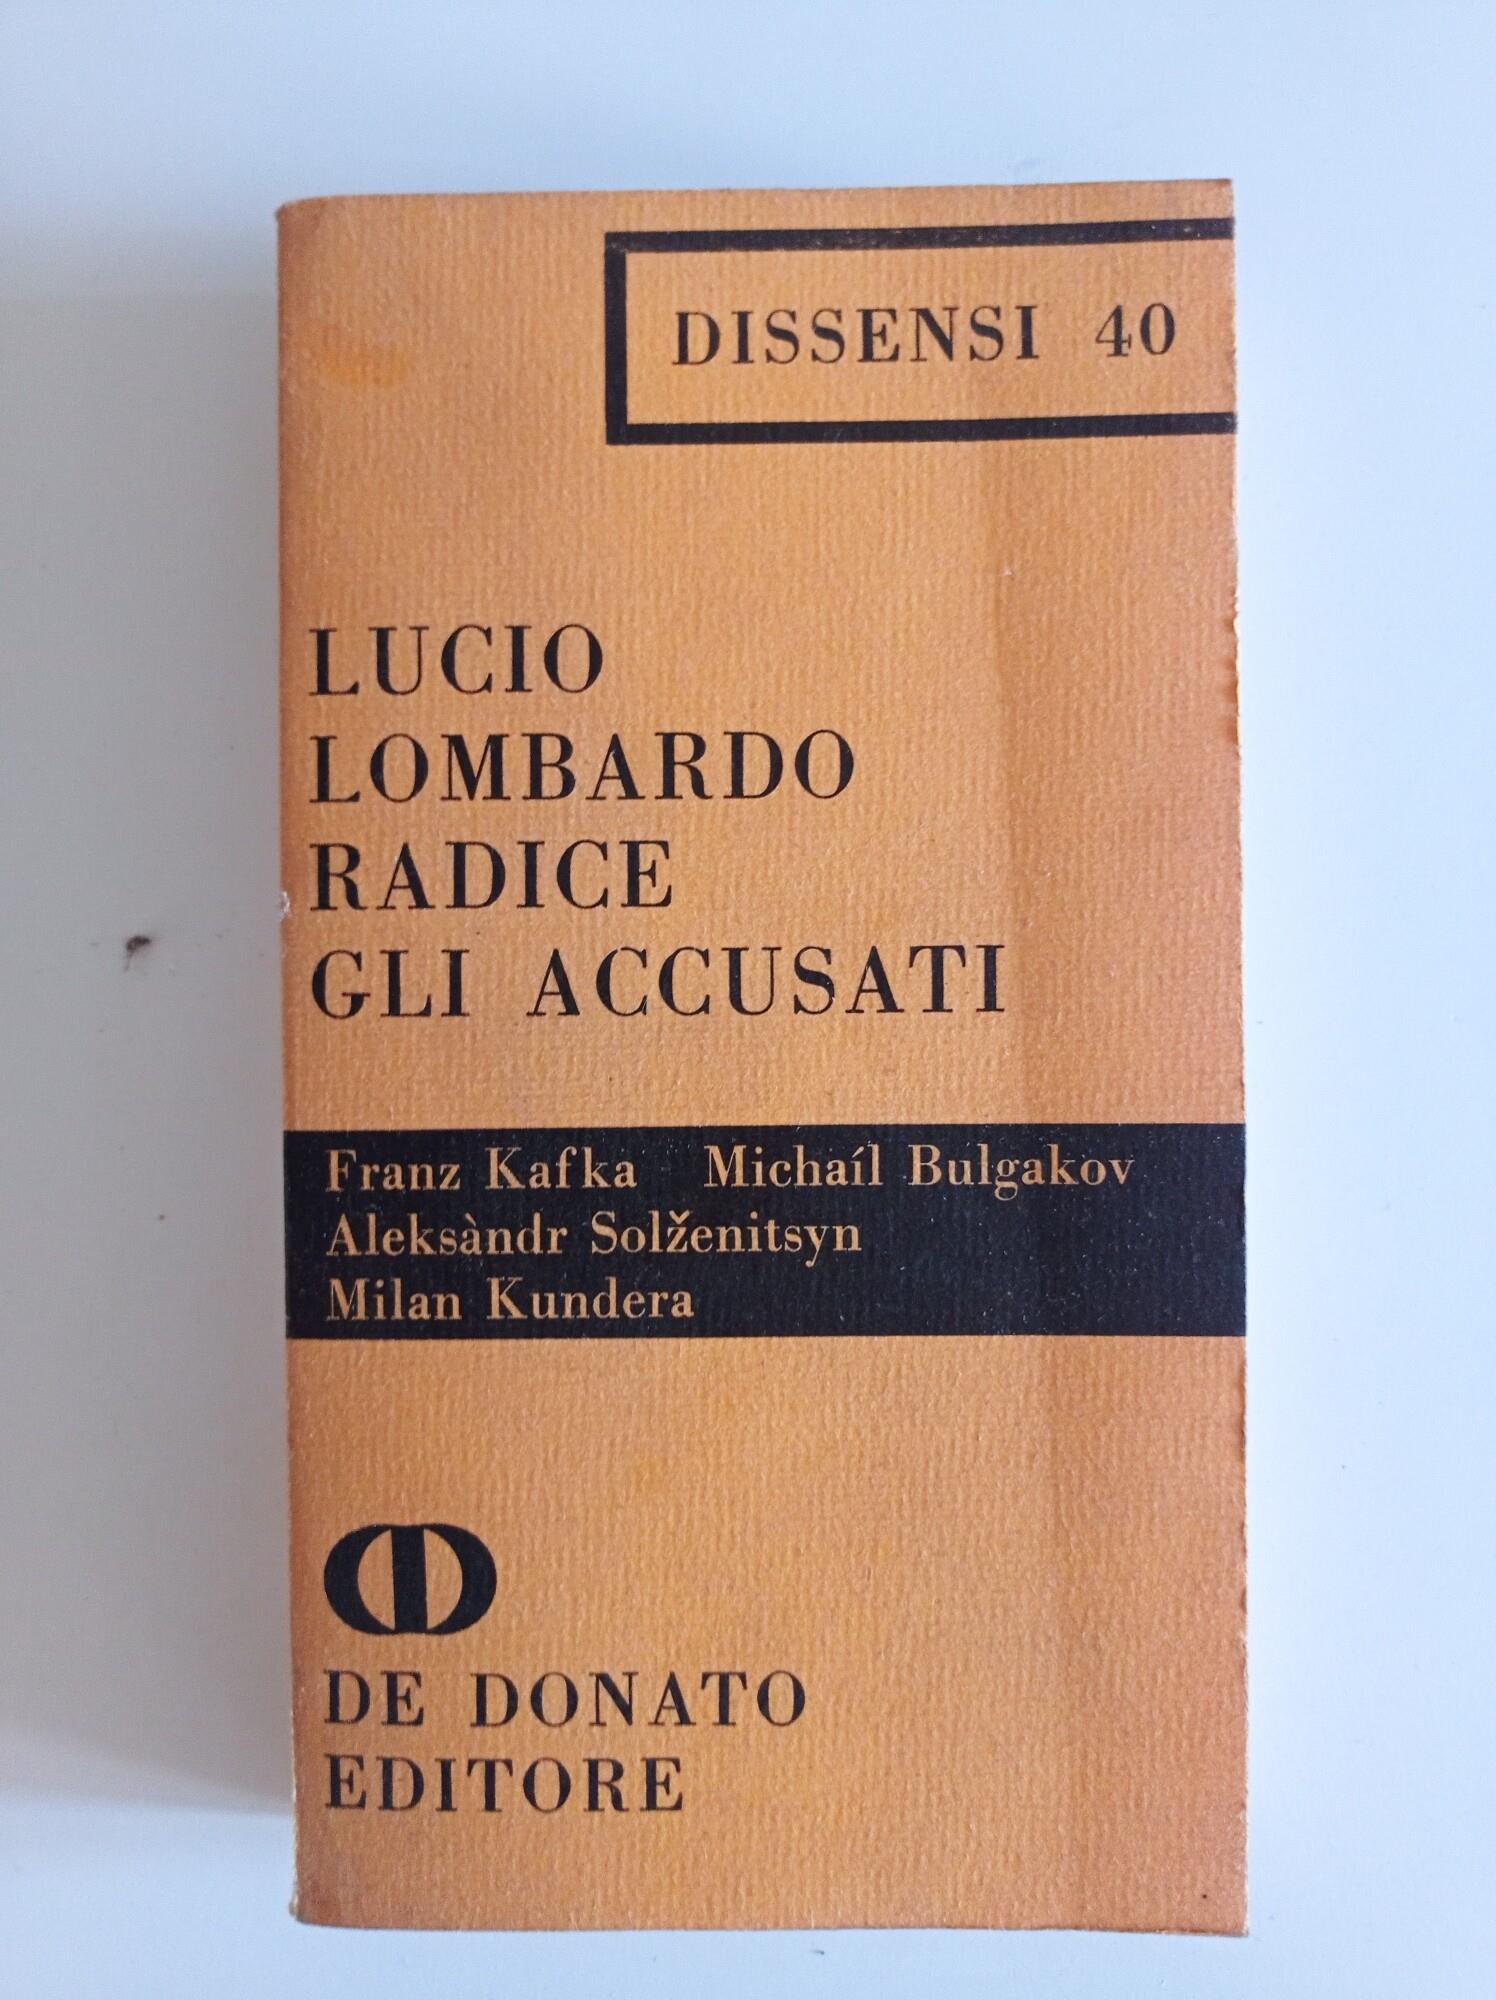 DISSENSI 40
LUCIO
LOMBARDO
RADICE
GLI ACCUSATI
Franz Kafka Michaíl Bulgakov
Aleksàndr Solženitsyn
Milan Kundera
DE DONATO
EDITORE